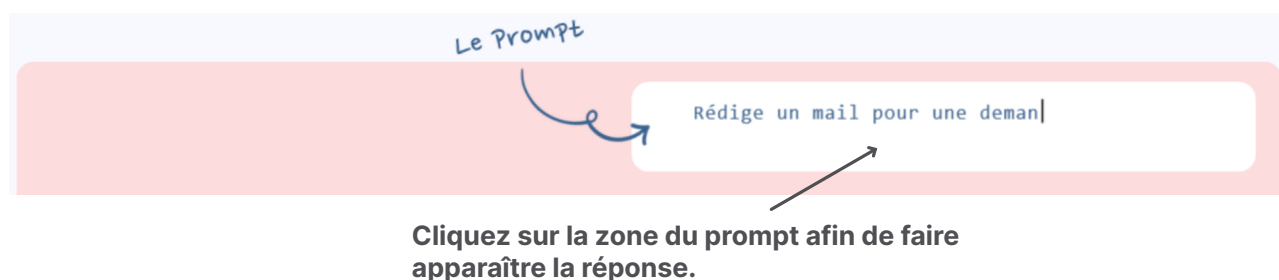 Le Prompt
Rédige un mail pour une deman
Cliquez sur la zone du prompt afin de faire
apparaître la réponse.